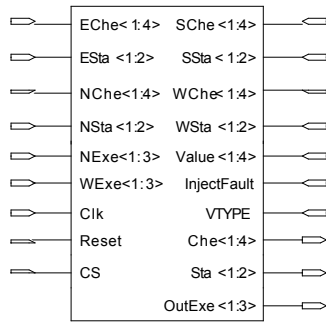 EChe< 1:4> SChe <1:4>
ESta <1:2> SSta <1:2>
NChe<1:4> WChe< 1:4>
NSta <1:2> WSta <1:2>
NExe<1:3> Value <1:4>
WExe<1:3> InjectFault
Clk VTYPE
Reset Che<1:4>
CS Sta <1:2>
OutExe <1:3>